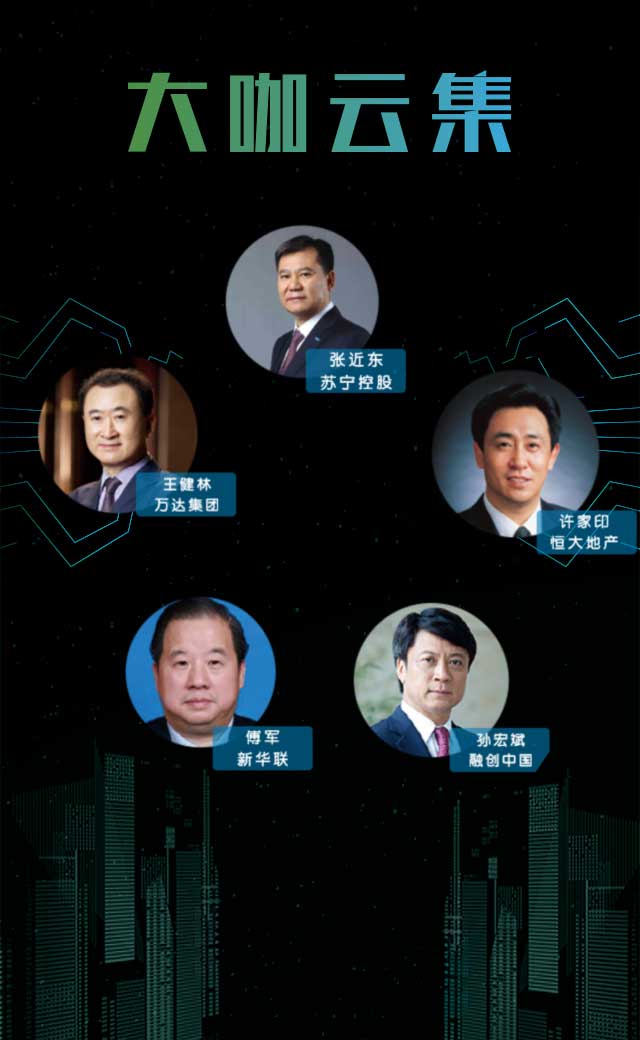 大咖云集
张近东
苏宁控股
王健林
万达集团
许家印
恒大地产
傅军
新华联
孙宏斌
融创中国